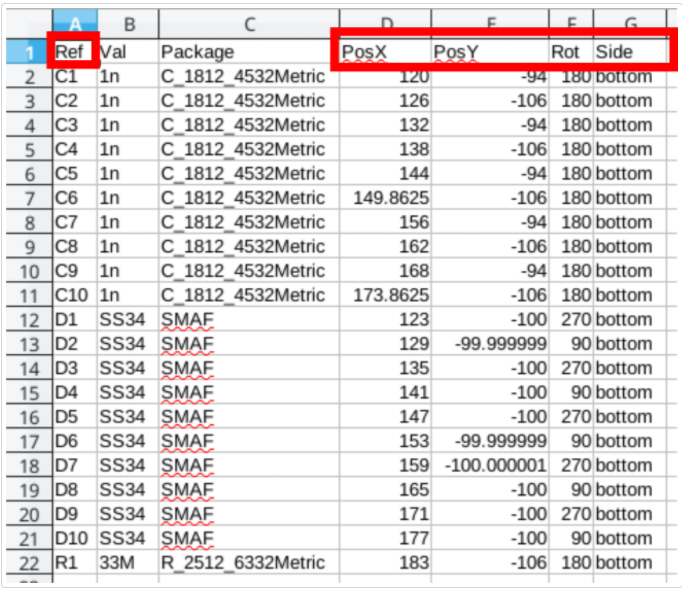 A B C D E F G
1 Ref Val Package PosX PosY Rot Side
2 C1 1n C_1812_4532Metric 120 -94 180 bottom
3 C2 1n C_1812_4532Metric 126 -106 180 bottom
4 C3 1n C_1812_4532Metric 132 -94 180 bottom
5 C4 1n C_1812_4532Metric 138 -106 180 bottom
6 C5 1n C_1812_4532Metric 144 -94 180 bottom
7 C6 1n C_1812_4532Metric 149.8625 -106 180 bottom
8 C7 1n C_1812_4532Metric 156 -94 180 bottom
9 C8 1n C_1812_4532Metric 162 -106 180 bottom
10 C9 1n C_1812_4532Metric 168 -94 180 bottom
11 C10 1n C_1812_4532Metric 173.8625 -106 180 bottom
12 D1 SS34 SMAF 123 -100 270 bottom
13 D2 SS34 SMAF 129 -99.999999 90 bottom
14 D3 SS34 SMAF 135 -100 270 bottom
15 D4 SS34 SMAF 141 -100 90 bottom
16 D5 SS34 SMAF 147 -100 270 bottom
17 D6 SS34 SMAF 153 -99.999999 90 bottom
18 D7 SS34 SMAF 159 -100.000001 270 bottom
19 D8 SS34 SMAF 165 -100 90 bottom
20 D9 SS34 SMAF 171 -100 270 bottom
21 D10 SS34 SMAF 177 -100 90 bottom
22 R1 33M R_2512_6332Metric 183 -106 180 bottom